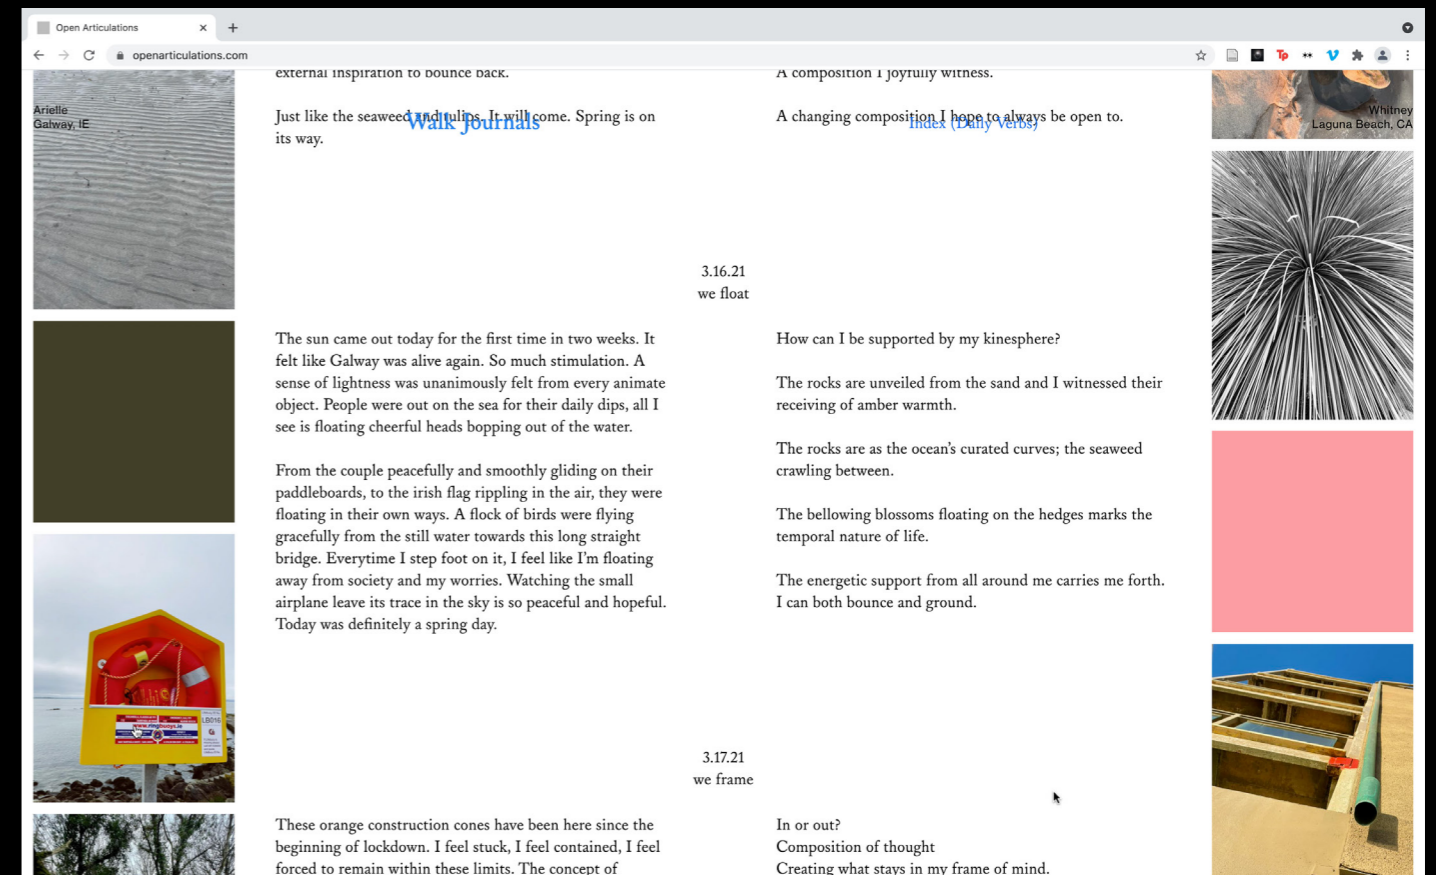 Open Articulations
openarticulations.com
Arielle
Galway, IE
Walk Journals
Index (Daily Verbs)
Whitney
Laguna Beach, CA
external inspiration to bounce back.
Just like the seaweed and tulips. It will come. Spring is on
its way.
A composition I joyfully witness.
A changing composition I hope to always be open to.
3.16.21
we float
The sun came out today for the first time in two weeks. It
felt like Galway was alive again. So much stimulation. A
sense of lightness was unanimously felt from every animate
object. People were out on the sea for their daily dips, all I
see is floating cheerful heads bopping out of the water.
From the couple peacefully and smoothly gliding on their
paddleboards, to the irish flag rippling in the air, they were
floating in their own ways. A flock of birds were flying
gracefully from the still water towards this long straight
bridge. Everytime I step foot on it, I feel like I'm floating
away from society and my worries. Watching the small
airplane leave its trace in the sky is so peaceful and hopeful.
Today was definitely a spring day.
How can I be supported by my kinesphere?
The rocks are unveiled from the sand and I witnessed their
receiving of amber warmth.
The rocks are as the ocean's curated curves; the seaweed
crawling between.
The bellowing blossoms floating on the hedges marks the
temporal nature of life.
The energetic support from all around me carries me forth.
I can both bounce and ground.
www.ringbuoys.ie
LB016
3.17.21
we frame
These orange construction cones have been here since the
beginning of lockdown. I feel stuck, I feel contained, I feel
forced to remain within these limits. The concept of
In or out?
Composition of thought
Creating what stays in my frame of mind.